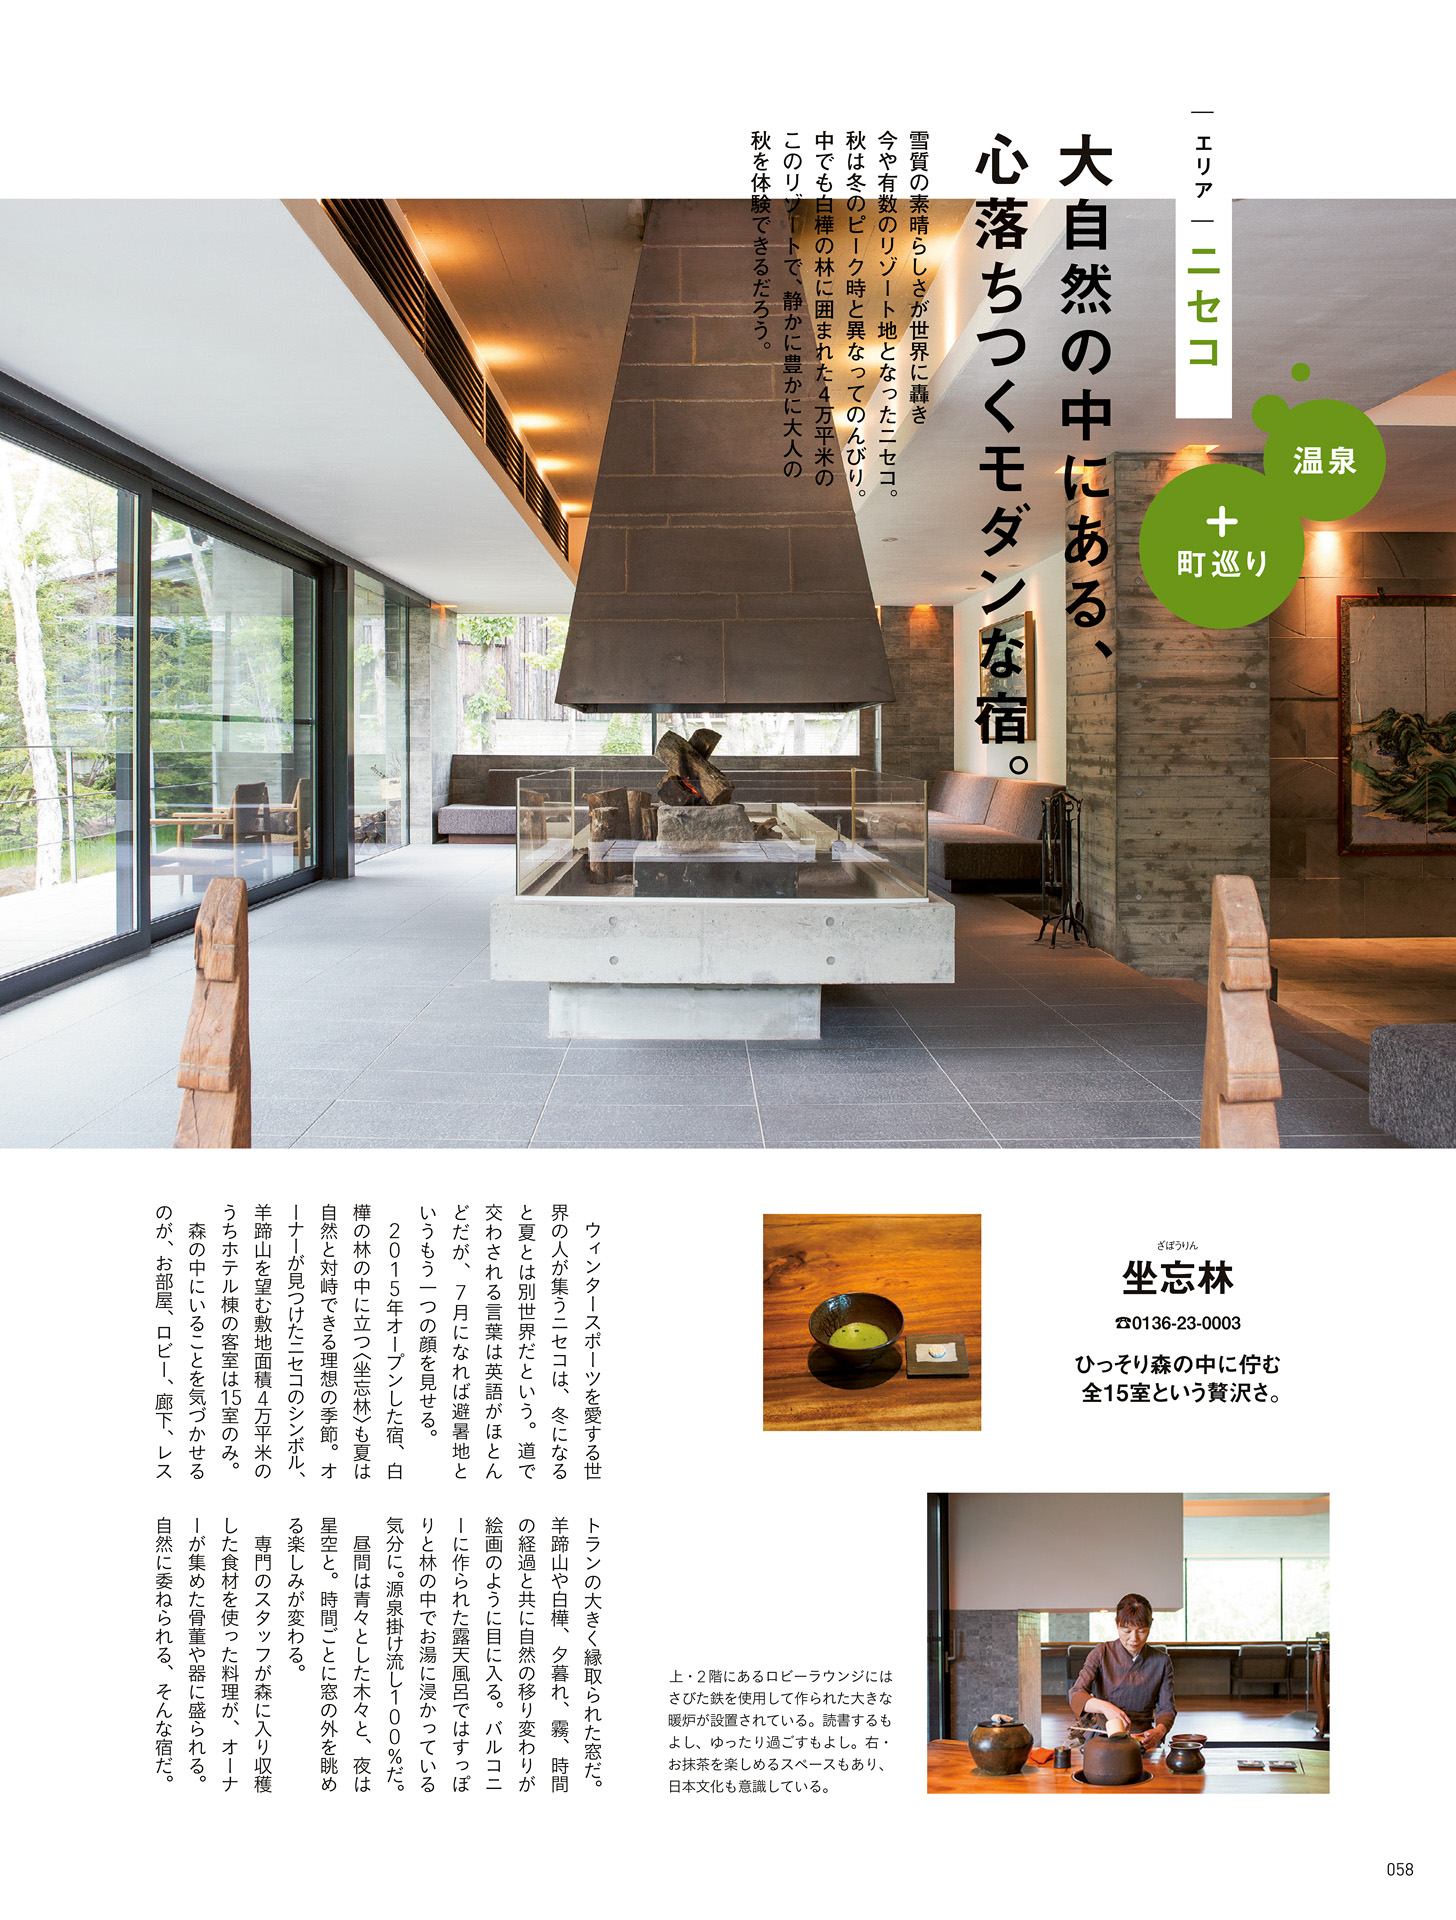 エリア
ニセコ
温泉
＋
町巡り
大自然の中にある、
心落ちつくモダンな宿。
雪質の素晴らしさが世界に轟き
今や有数のリゾート地となったニセコ。
秋は冬のピーク時と異なってのんびり。
中でも白樺の林に囲まれた4万平米の
このリゾートで、静かに豊かに大人の
秋を体験できるだろう。
ざぼうりん
坐忘林
☎0136-23-0003
ひっそり森の中に佇む
全15室という贅沢さ。
ウィンタースポーツを愛する世
界の人が集うニセコは、冬になる
と夏とは別世界だという。道で
交わされる言葉は英語がほとん
どだが、7月になれば避暑地と
いうもう一つの顔を見せる。
2015年オープンした宿、白
樺の林の中に立つ〈坐忘林〉も夏は
自然と対峙できる理想の季節。オ
ーナーが見つけたニセコのシンボル、
羊蹄山を望む敷地面積4万平米の
うちホテル棟の客室は15室のみ。
森の中にいることを気づかせる
のが、お部屋、ロビー、廊下、レス
トランの大きく縁取られた窓だ。
羊蹄山や白樺、夕暮れ、霧、時間
の経過と共に自然の移り変わりが
絵画のように目に入る。バルコニ
ーに作られた露天風呂ではすっぽ
りと林の中でお湯に浸かっている
気分に。源泉掛け流し100％だ。
昼間は青々とした木々と、夜は
星空と。時間ごとに窓の外を眺め
る楽しみが変わる。
専門のスタッフが森に入り収穫
した食材を使った料理が、オーナ
ーが集めた骨董や器に盛られる。
自然に委ねられる、そんな宿だ。
上・2階にあるロビーラウンジには
さびた鉄を使用して作られた大きな
暖炉が設置されている。読書するも
よし、ゆったり過ごすもよし。右・
お抹茶を楽しめるスペースもあり、
日本文化も意識している。
058